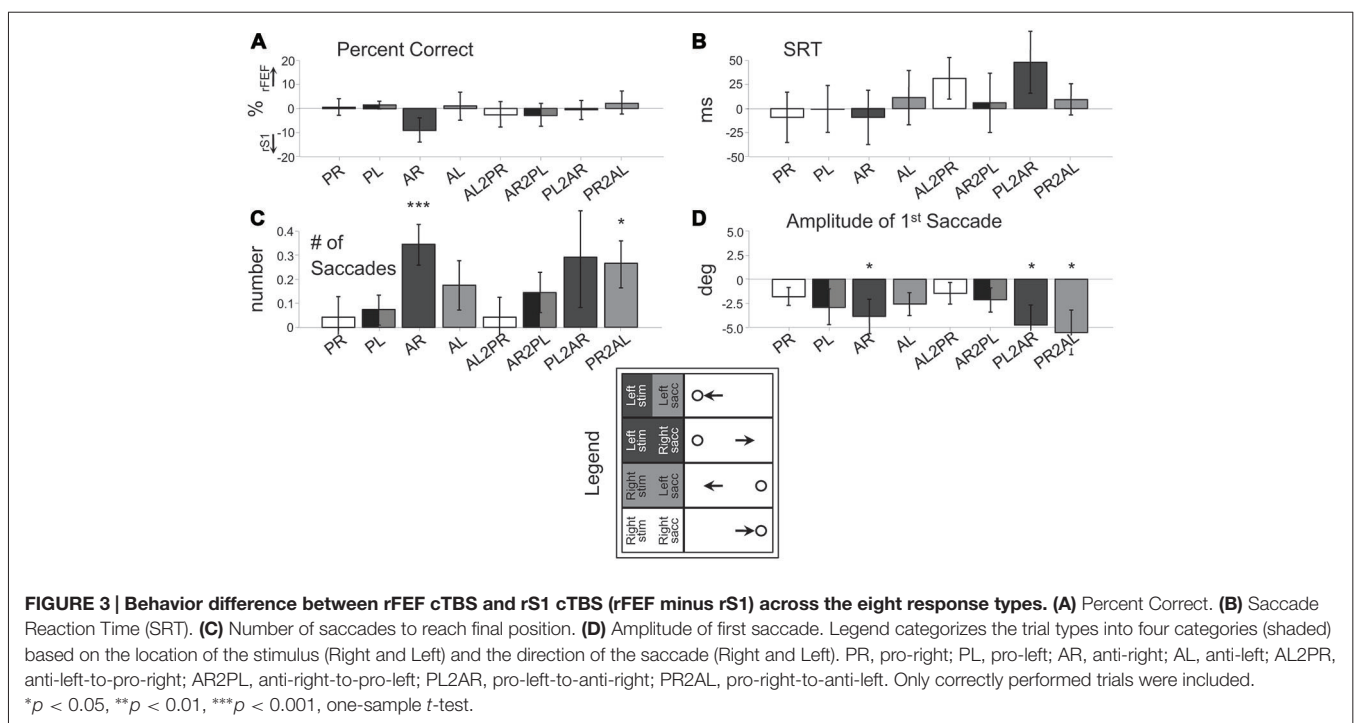 A
Percent Correct
% rS1 rFEF
20
10
0
-10
-20
PR PL AR AL AL2PR AR2PL PL2AR PR2AL
B
SRT
ms
50
25
0
-25
-50
PR PL AR AL AL2PR AR2PL PL2AR PR2AL
C
# of
Saccades
number
***
*
0.4
0.3
0.2
0.1
0
PR PL AR AL AL2PR AR2PL PL2AR PR2AL
D
Amplitude of 1st Saccade
deg
* * *
5.0
2.5
0
-2.5
-5.0
PR PL AR AL AL2PR AR2PL PL2AR PR2AL
Legend
Left stim Left sacc
Left stim Right sacc
Right stim Left sacc
Right stim Right sacc
FIGURE 3 | Behavior difference between rFEF cTBS and rS1 cTBS (rFEF minus rS1) across the eight response types. (A) Percent Correct. (B) Saccade
Reaction Time (SRT). (C) Number of saccades to reach final position. (D) Amplitude of first saccade. Legend categorizes the trial types into four categories (shaded)
based on the location of the stimulus (Right and Left) and the direction of the saccade (Right and Left). PR, pro-right; PL, pro-left; AR, anti-right; AL, anti-left; AL2PR,
anti-left-to-pro-right; AR2PL, anti-right-to-pro-left; PL2AR, pro-left-to-anti-right; PR2AL, pro-right-to-anti-left. Only correctly performed trials were included.
*p < 0.05, **p < 0.01, ***p < 0.001, one-sample t-test.